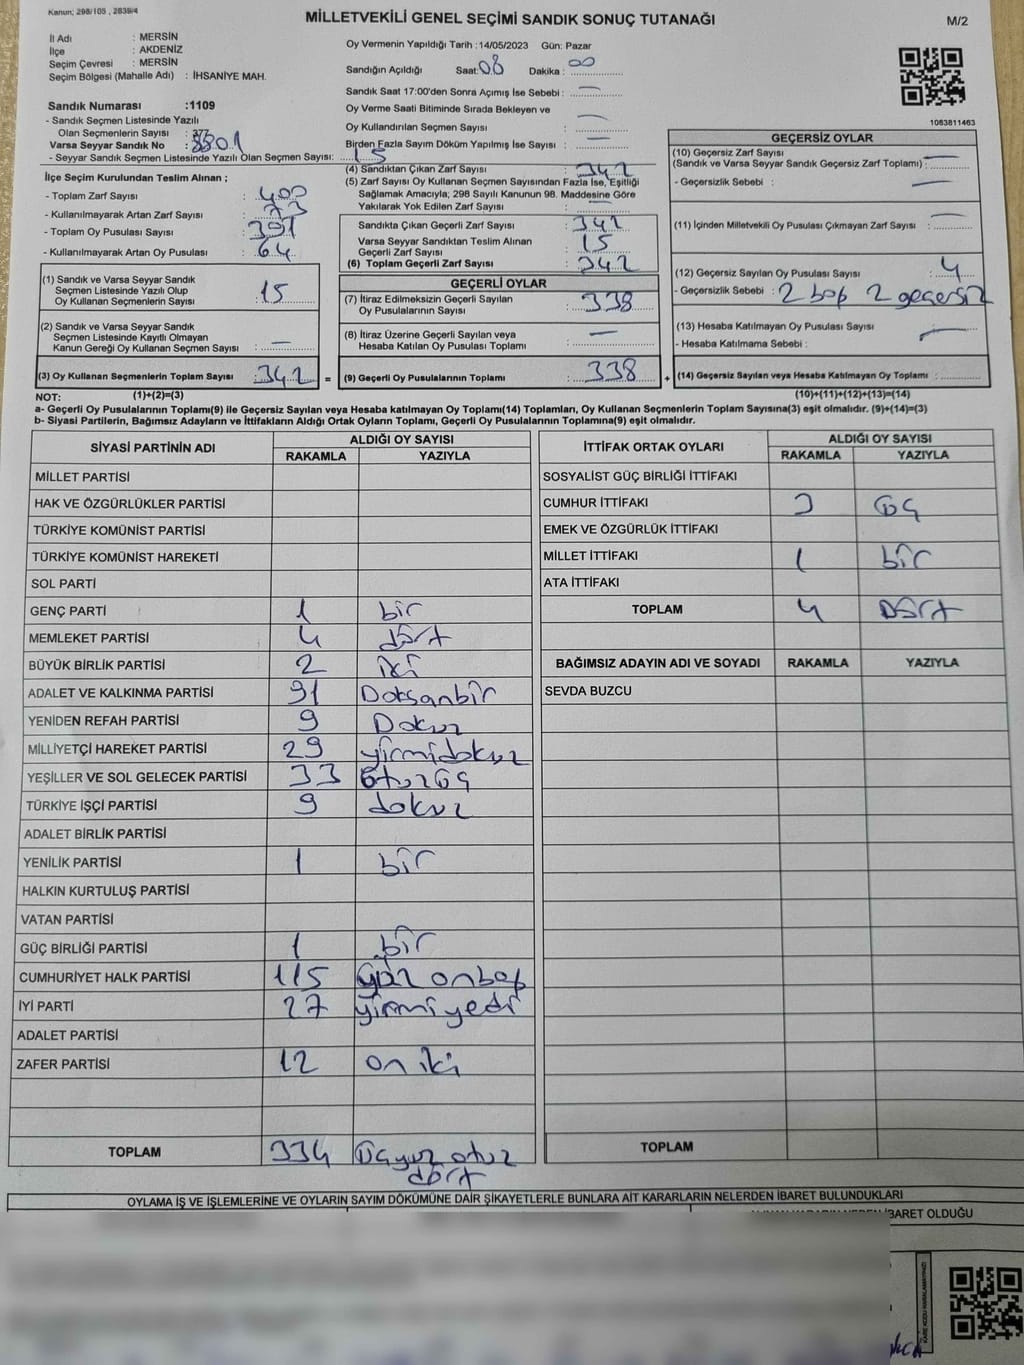 Kanun; 298/105 , 2839/4
MİLLETVEKİLİ GENEL SEÇİMİ SANDIK SONUÇ TUTANAĞI
M/2
İl Adı : MERSİN
İlçe : AKDENİZ
Seçim Çevresi : MERSİN
Seçim Bölgesi (Mahalle Adı) : İHSANİYE MAH.
Sandık Numarası :1109
- Sandık Seçmen Listesinde Yazılı
Olan Seçmenlerin Sayısı : 377
Varsa Seyyar Sandık No :
- Seyyar Sandık Seçmen Listesinde Yazılı Olan Seçmen Sayısı: 15
İlçe Seçim Kurulundan Teslim Alınan ;
- Toplam Zarf Sayısı : 400
- Kullanılmayarak Artan Zarf Sayısı : 73
- Toplam Oy Pusulası Sayısı : 391
- Kullanılmayarak Artan Oy Pusulası : 64
(1) Sandık ve Varsa Seyyar Sandık
Seçmen Listesinde Yazılı Olup
Oy Kullanan Seçmenlerin Sayısı : 15
(2) Sandık ve Varsa Seyyar Sandık
Seçmen Listesinde Kayıtlı Olmayan
Kanun Gereği Oy Kullanan Seçmen Sayısı : —
(3) Oy Kullanan Seçmenlerin Toplam Sayısı : 342 =
Oy Vermenin Yapıldığı Tarih :14/05/2023 Gün: Pazar
Sandığın Açıldığı Saat: 08 Dakika : 00
Sandık Saat 17:00'den Sonra Açımış İse Sebebi : —
Oy Verme Saati Bitiminde Sırada Bekleyen ve
Oy Kullandırılan Seçmen Sayısı : —
Birden Fazla Sayım Döküm Yapılmış İse Sayısı : —
(4) Sandıktan Çıkan Zarf Sayısı : 342
(5) Zarf Sayısı Oy Kullanan Seçmen Sayısından Fazla İse, Eşitliği
Sağlamak Amacıyla; 298 Sayılı Kanunun 98. Maddesine Göre
Yakılarak Yok Edilen Zarf Sayısı : —
Sandıkta Çıkan Geçerli Zarf Sayısı : 342
Varsa Seyyar Sandıktan Teslim Alınan
Geçerli Zarf Sayısı : 15
(6) Toplam Geçerli Zarf Sayısı : 342
GEÇERLİ OYLAR
(7) İtiraz Edilmeksizin Geçerli Sayılan
Oy Pusulalarının Sayısı : 338
(8) İtiraz Üzerine Geçerli Sayılan veya
Hesaba Katılan Oy Pusulası Toplamı : —
(9) Geçerli Oy Pusulalarının Toplamı : 338 +
1083811463
GEÇERSİZ OYLAR
(10) Geçersiz Zarf Sayısı : —
(Sandık ve Varsa Seyyar Sandık Geçersiz Zarf Toplamı)
- Geçersizlik Sebebi : —
(11) İçinden Milletvekili Oy Pusulası Çıkmayan Zarf Sayısı : —
(12) Geçersiz Sayılan Oy Pusulası Sayısı : 4
- Geçersizlik Sebebi : 2 boş 2 geçersiz
(13) Hesaba Katılmayan Oy Pusulası Sayısı : —
- Hesaba Katılmama Sebebi :
(14) Geçersiz Sayılan veya Hesaba Katılmayan Oy Pusulası Toplamı :
NOT: (1)+(2)=(3) (10)+(11)+(12)+(13)=(14)
a- Geçerli Oy Pusulalarının Toplamı(9) ile Geçersiz Sayılan veya Hesaba katılmayan Oy Toplamı(14) Toplamları, Oy Kullanan Seçmenlerin Toplam Sayısına(3) eşit olmalıdır. (9)+(14)=(3)
b- Siyasi Partilerin, Bağımsız Adayların ve İttifakların Aldığı Ortak Oyların Toplamı, Geçerli Oy Pusulalarının Toplamına(9) eşit olmalıdır.
SİYASİ PARTİNİN ADI ALDIĞI OY SAYISI
RAKAMLA YAZIYLA
MİLLET PARTİSİ
HAK VE ÖZGÜRLÜKLER PARTİSİ
TÜRKİYE KOMÜNİST PARTİSİ
TÜRKİYE KOMÜNİST HAREKETİ
SOL PARTİ
GENÇ PARTİ 1 bir
MEMLEKET PARTİSİ 4 dört
BÜYÜK BİRLİK PARTİSİ 2 iki
ADALET VE KALKINMA PARTİSİ 91 Doksanbir
YENİDEN REFAH PARTİSİ 9 Dokuz
MİLLİYETÇİ HAREKET PARTİSİ 29 yirmidokuz
YEŞİLLER VE SOL GELECEK PARTİSİ 33 Otuzüç
TÜRKİYE İŞÇİ PARTİSİ 9 dokuz
ADALET BİRLİK PARTİSİ
YENİLİK PARTİSİ 1 bir
HALKIN KURTULUŞ PARTİSİ
VATAN PARTİSİ
GÜÇ BİRLİĞİ PARTİSİ 1 bir
CUMHURİYET HALK PARTİSİ 115 yüz onbeş
İYİ PARTİ 27 yirmi yedi
ADALET PARTİSİ
ZAFER PARTİSİ 12 on iki
TOPLAM 334 Üçyüz otuz
dört
İTTİFAK ORTAK OYLARI ALDIĞI OY SAYISI
RAKAMLA YAZIYLA
SOSYALİST GÜÇ BİRLİĞİ İTTİFAKI
CUMHUR İTTİFAKI 3 üç
EMEK VE ÖZGÜRLÜK İTTİFAKI
MİLLET İTTİFAKI 1 bir
ATA İTTİFAKI
TOPLAM 4 Dört
BAĞIMSIZ ADAYIN ADI VE SOYADI RAKAMLA YAZIYLA
SEVDA BUZCU
TOPLAM
OYLAMA İŞ VE İŞLEMLERİNE VE OYLARIN SAYIM DÖKÜMÜNE DAİR ŞİKAYETLERLE BUNLARA AİT KARARLARIN NELERDEN İBARET BULUNDUKLARI
İBARET OLDUĞU